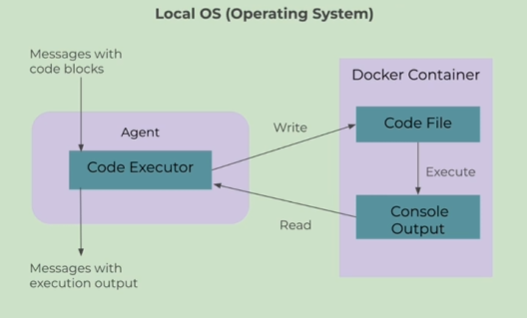 Local OS (Operating System)
Messages with
code blocks
Agent
Code Executor
Messages with
execution output
Write
Read
Docker Container
Code File
Execute
Console
Output